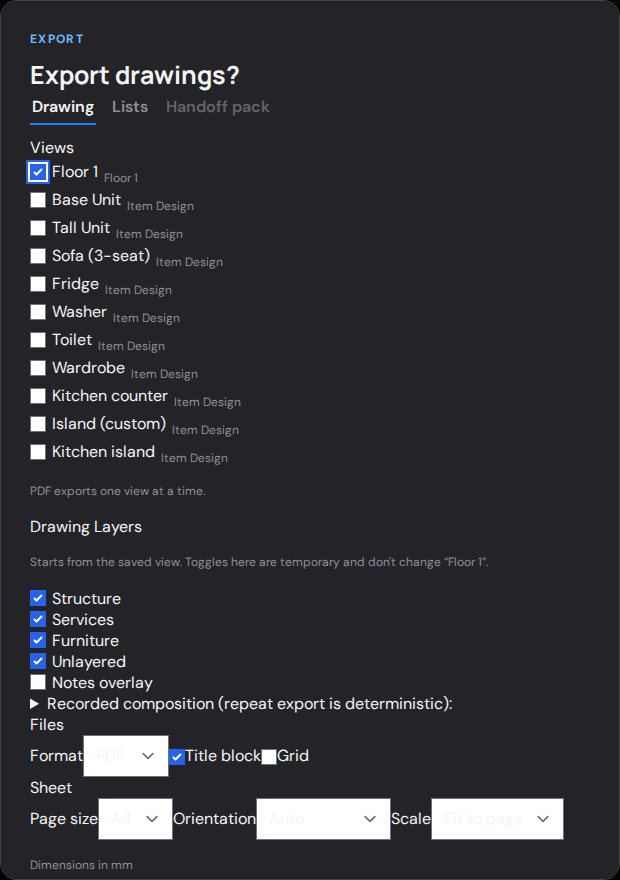 EXPORT
Export drawings?
Drawing Lists Handoff pack
Views
Floor 1 Floor 1
Base Unit Item Design
Tall Unit Item Design
Sofa (3-seat) Item Design
Fridge Item Design
Washer Item Design
Toilet Item Design
Wardrobe Item Design
Kitchen counter Item Design
Island (custom) Item Design
Kitchen island Item Design
PDF exports one view at a time.
Drawing Layers
Starts from the saved view. Toggles here are temporary and don't change “Floor 1”.
Structure
Services
Furniture
Unlayered
Notes overlay
Recorded composition (repeat export is deterministic):
Files
Format PDF Title block Grid
Sheet
Page size A4 Orientation Auto Scale Fit to page
Dimensions in mm